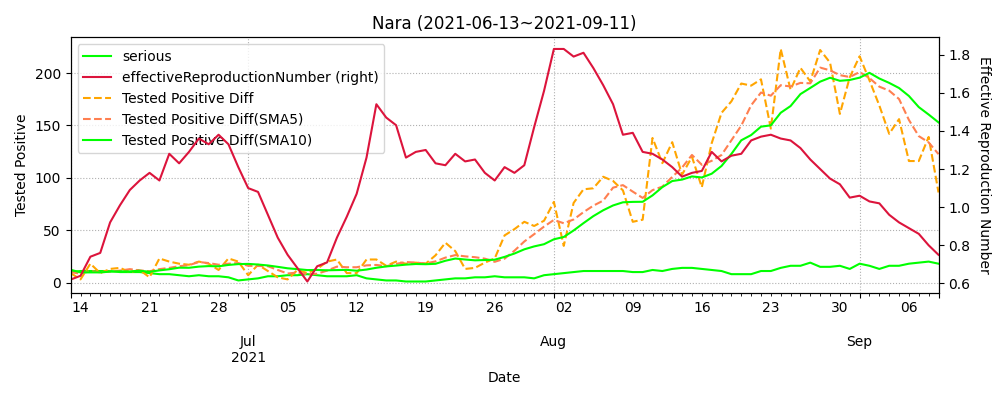 Nara (2021-06-13~2021-09-11)
serious
effectiveReproductionNumber (right)
Tested Positive Diff
Tested Positive Diff(SMA5)
Tested Positive Diff(SMA10)
200
150
100
50
0
Tested Positive
1.8
1.6
1.4
1.2
1.0
0.8
0.6
Effective Reproduction Number
14 21 28 05 12 19 26 02 09 16 23 30 06
Jul Aug Sep
2021
Date